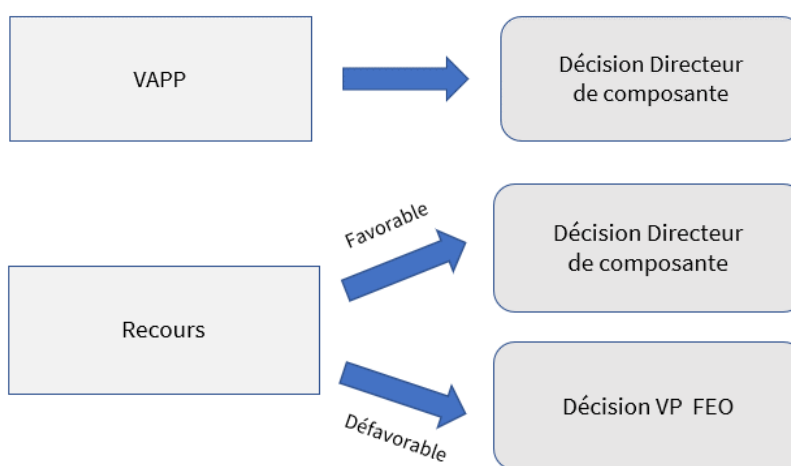 VAPP
Décision Directeur
de composante
Favorable
Décision Directeur
de composante
Recours
Défavorable
Décision VP FEO